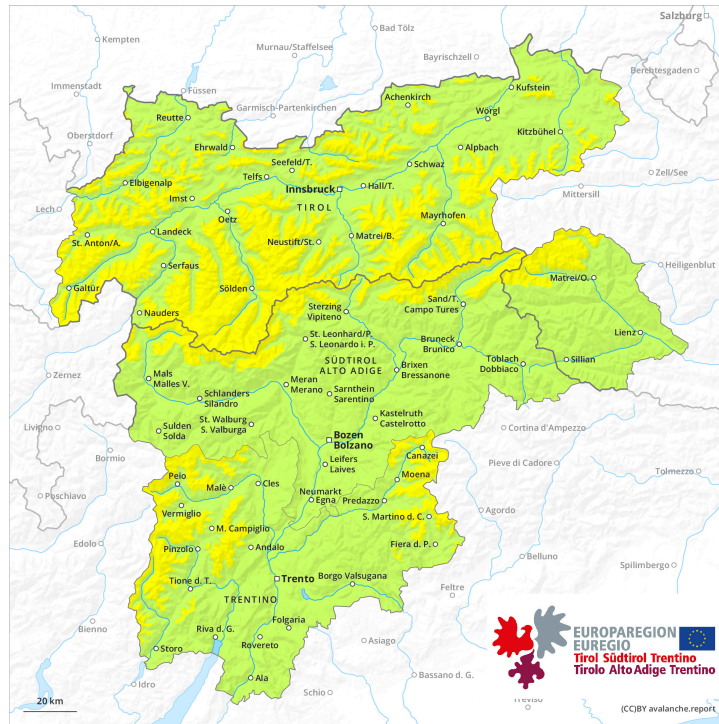 Salzburg
Kempten
Bad Tölz
Murnau/Staffelsee
Bayrischzell
Berchtesgaden
Immenstadt
Füssen
Achenkirch
Kufstein
Reutte
Garmisch-Partenkirchen
Wörgl
Oberstdorf
Ehrwald
Kitzbühel
Seefeld/T.
Alpbach
Telfs
Schwaz
Zell/See
Elbigenalp
Innsbruck
Hall/T.
Mittersill
Imst
TIROL
Lech
Oetz
Mayrhofen
Landeck
St. Anton/A.
Neustift/St.
Matrei/B.
Serfaus
Heiligenblut
Galtür
Sölden
Matrei/O.
Sand/T.
Campo Tures
Nauders
Sterzing
Vipiteno
Lienz
St. Leonhard/P.
S. Leonardo i. P.
Bruneck
Brunico
SÜDTIROL
ALTO ADIGE
Toblach
Dobbiaco
Sillian
Zernez
Mals
Malles V.
Brixen
Bressanone
Meran
Merano
Sarnthein
Sarentino
Schlanders
Silandro
Kastelruth
Castelrotto
St. Walburg
S. Valburga
Livigno
Sulden
Solda
Cortina d'Ampezzo
Bozen
Bolzano
Bormio
Canazei
Pieve di Cadore
Leifers
Laives
Tolmezzo
Peio
Moena
Malè
Cles
Poschiavo
Neumarkt
Egna
Predazzo
Vermiglio
Agordo
S. Martino d. C.
M. Campiglio
Edolo
Fiera d. P.
Pinzolo
Andalo
Belluno
Spilimbergo
Trento
Tione d. T.
Borgo Valsugana
Feltre
TRENTINO
Bienno
Folgaria
Riva d. G.
Rovereto
Asiago
Storo
Ala
Bassano d. G.
Idro
Schio
Treviso
EUROPAREGION
EUREGIO
Tirol Südtirol Trentino
Tirolo Alto Adige Trentino
20 km
(CC)BY avalanche.report